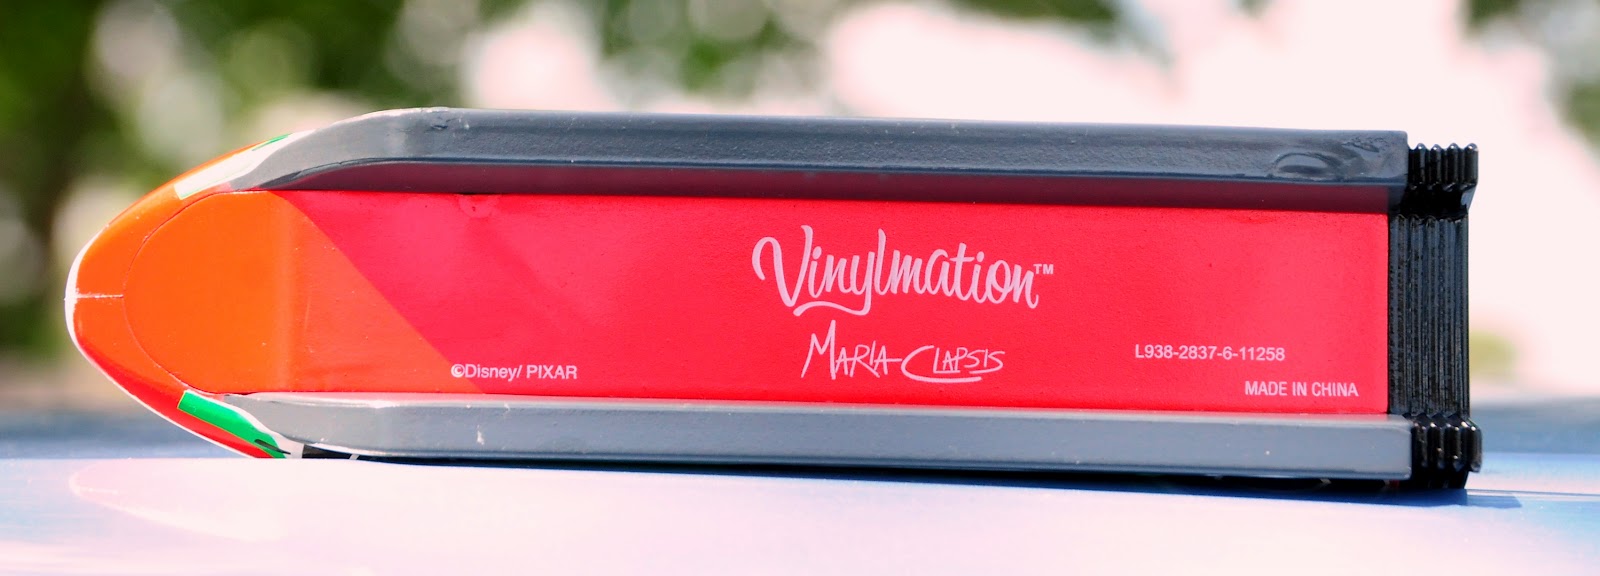 Vinylmation™
MARIA CLAPSIS
©Disney/ PIXAR
L938-2837-6-11258
MADE IN CHINA